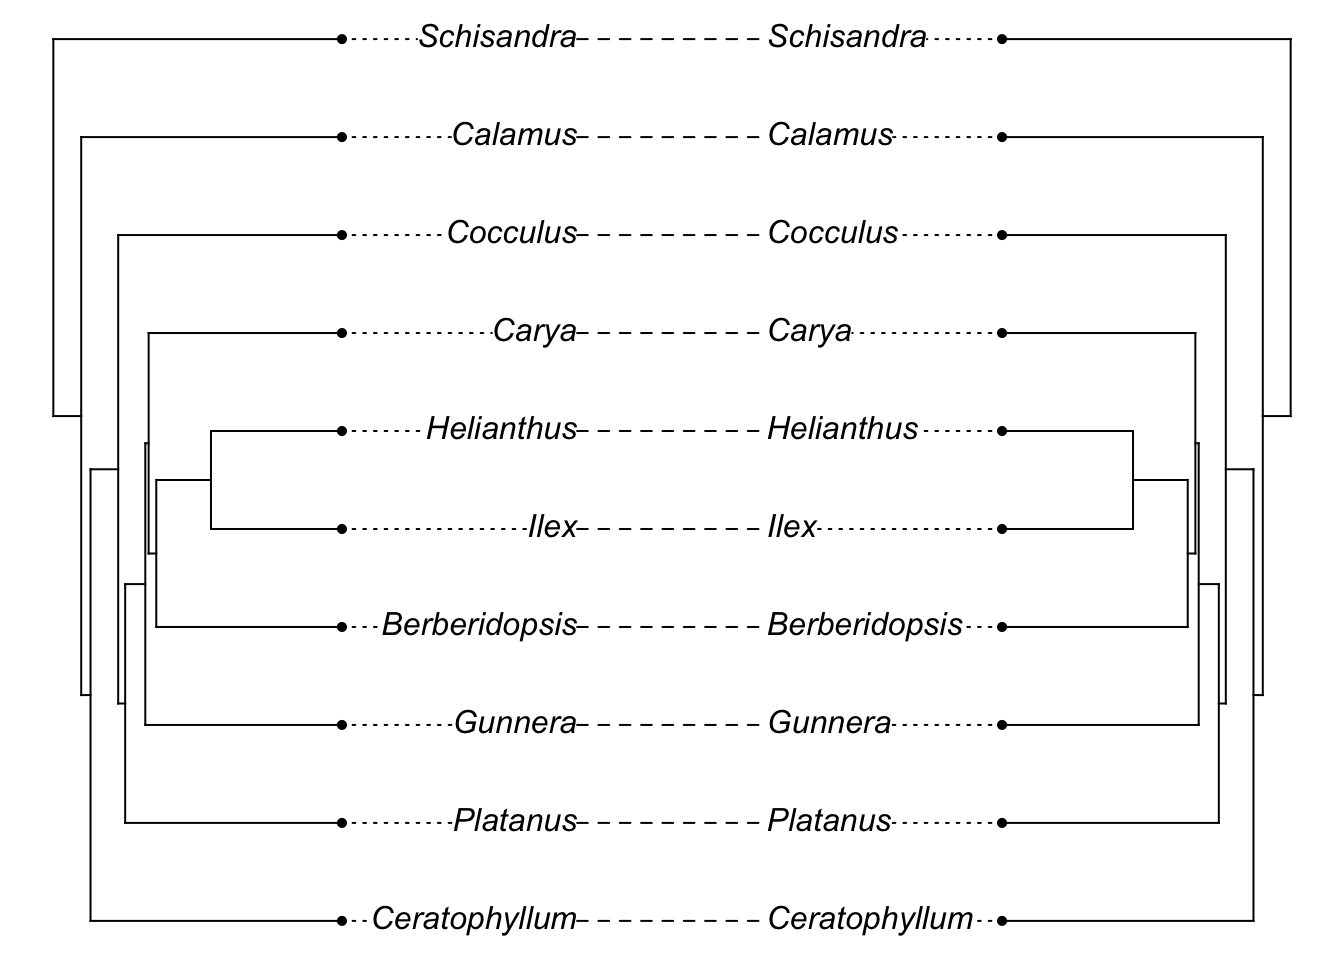 Schisandra Schisandra
Calamus Calamus
Cocculus Cocculus
Carya Carya
Helianthus Helianthus
Ilex Ilex
Berberidopsis Berberidopsis
Gunnera Gunnera
Platanus Platanus
Ceratophyllum Ceratophyllum